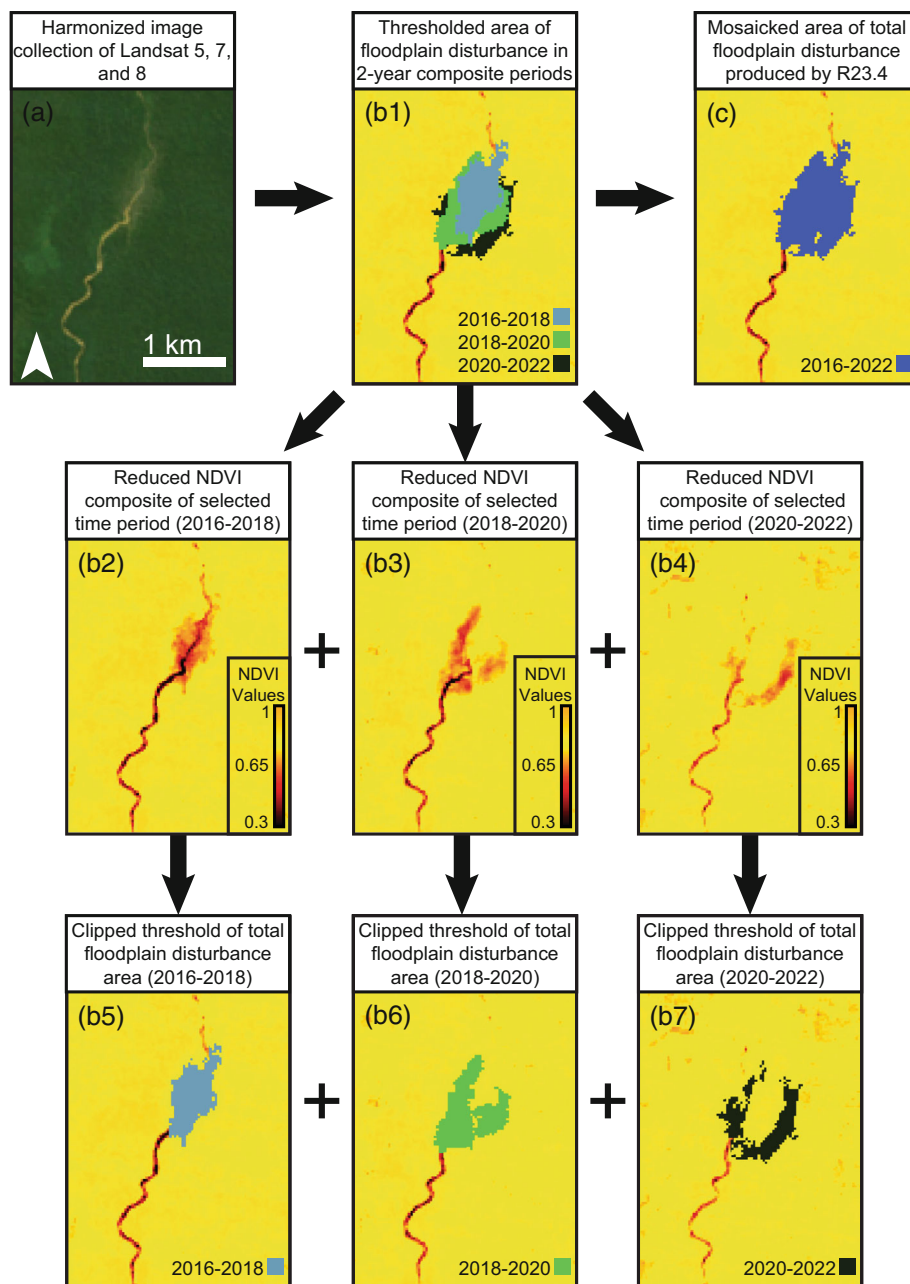 Harmonized image
collection of Landsat 5, 7,
and 8
Thresholded area of
floodplain disturbance in
2-year composite periods
Mosaicked area of total
floodplain disturbance
produced by R23.4
(a)
1 km
(b1)
2016-2018
2018-2020
2020-2022
(c)
2016-2022
Reduced NDVI
composite of selected
time period (2016-2018)
Reduced NDVI
composite of selected
time period (2018-2020)
Reduced NDVI
composite of selected
time period (2020-2022)
(b2)
NDVI
Values
1
0.65
0.3
+
(b3)
NDVI
Values
1
0.65
0.3
+
(b4)
NDVI
Values
1
0.65
0.3
Clipped threshold of total
floodplain disturbance
area (2016-2018)
Clipped threshold of total
floodplain disturbance
area (2018-2020)
Clipped threshold of total
floodplain disturbance
area (2020-2022)
(b5)
2016-2018
+
(b6)
2018-2020
+
(b7)
2020-2022